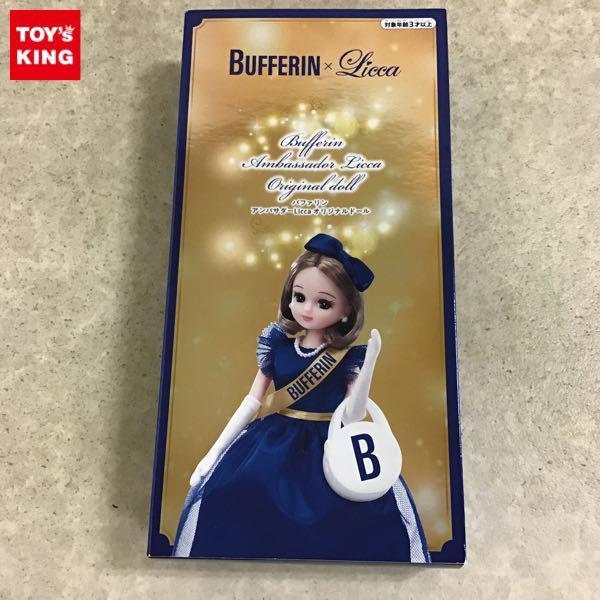 TOY'S
KING
対象年齢3才以上
BUFFERIN × Licca
Bufferin
Ambassador Licca
Original doll
バファリン
アンバサダーLicca オリジナルドール
BUFFERIN
B